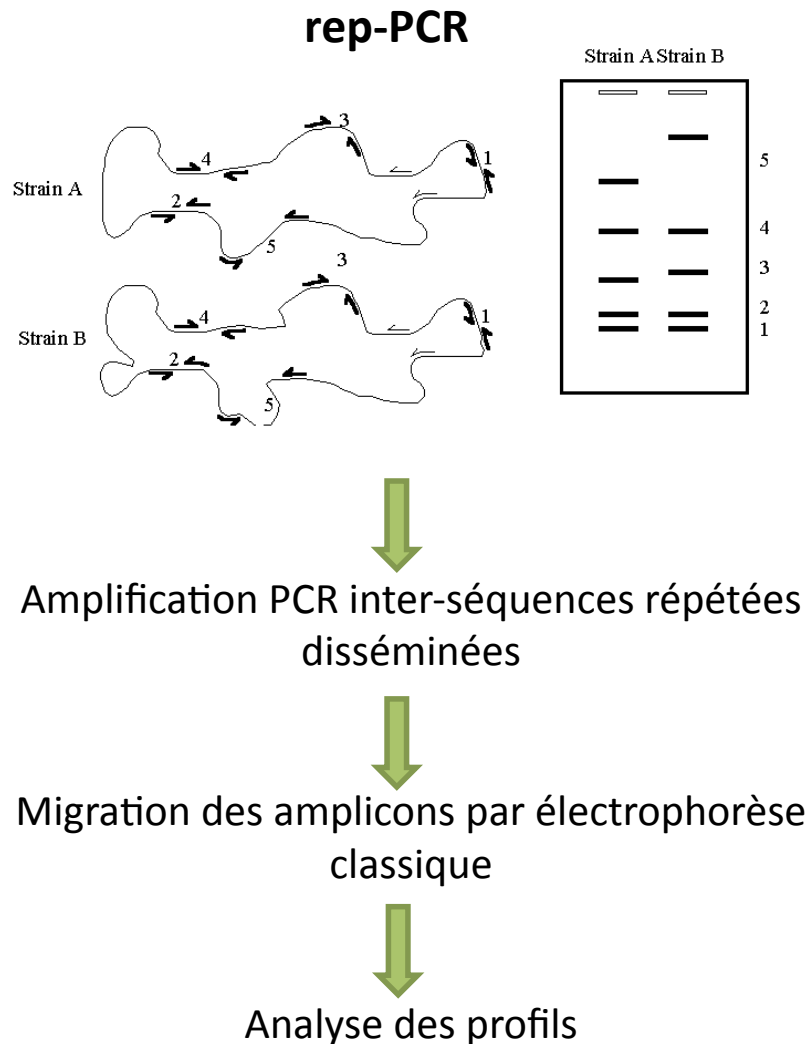 rep-PCR
Strain A Strain B
3
4
1
Strain A
2
5
3
4
1
Strain B
2
5
5
4
3
2
1
Amplification PCR inter-séquences répétées
disséminées
Migration des amplicons par électrophorèse
classique
Analyse des profils